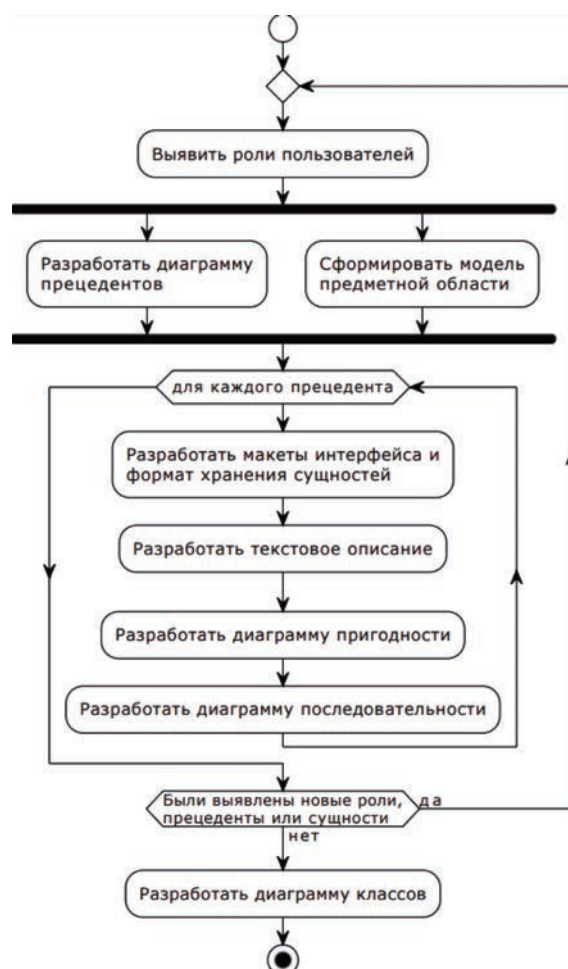 Выявить роли пользователей
Разработать диаграмму
прецедентов
Сформировать модель
предметной области
для каждого прецедента
Разработать макеты интерфейса и
формат хранения сущностей
Разработать текстовое описание
Разработать диаграмму пригодности
Разработать диаграмму последовательности
Были выявлены новые роли,
прецеденты или сущности
да
нет
Разработать диаграмму классов